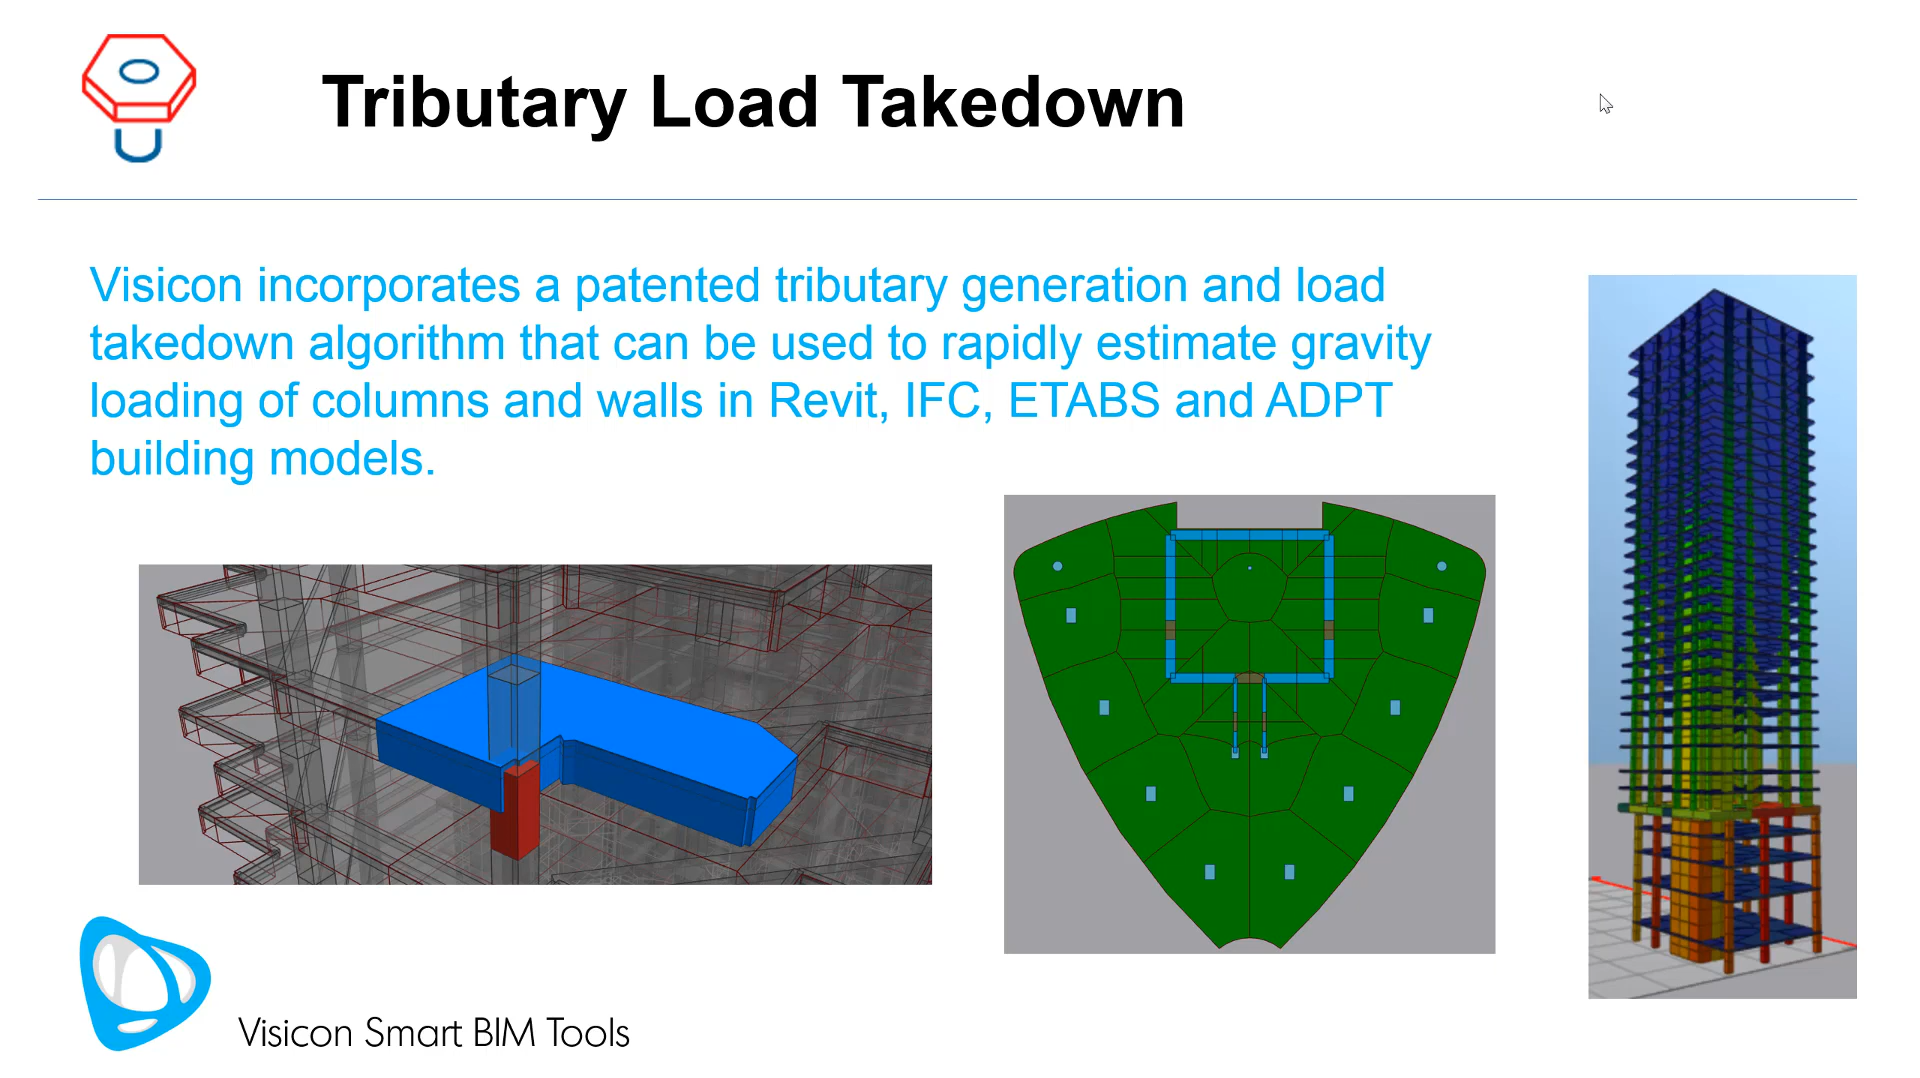 Tributary Load Takedown
Visicon incorporates a patented tributary generation and load
takedown algorithm that can be used to rapidly estimate gravity
loading of columns and walls in Revit, IFC, ETABS and ADPT
building models.
Visicon Smart BIM Tools